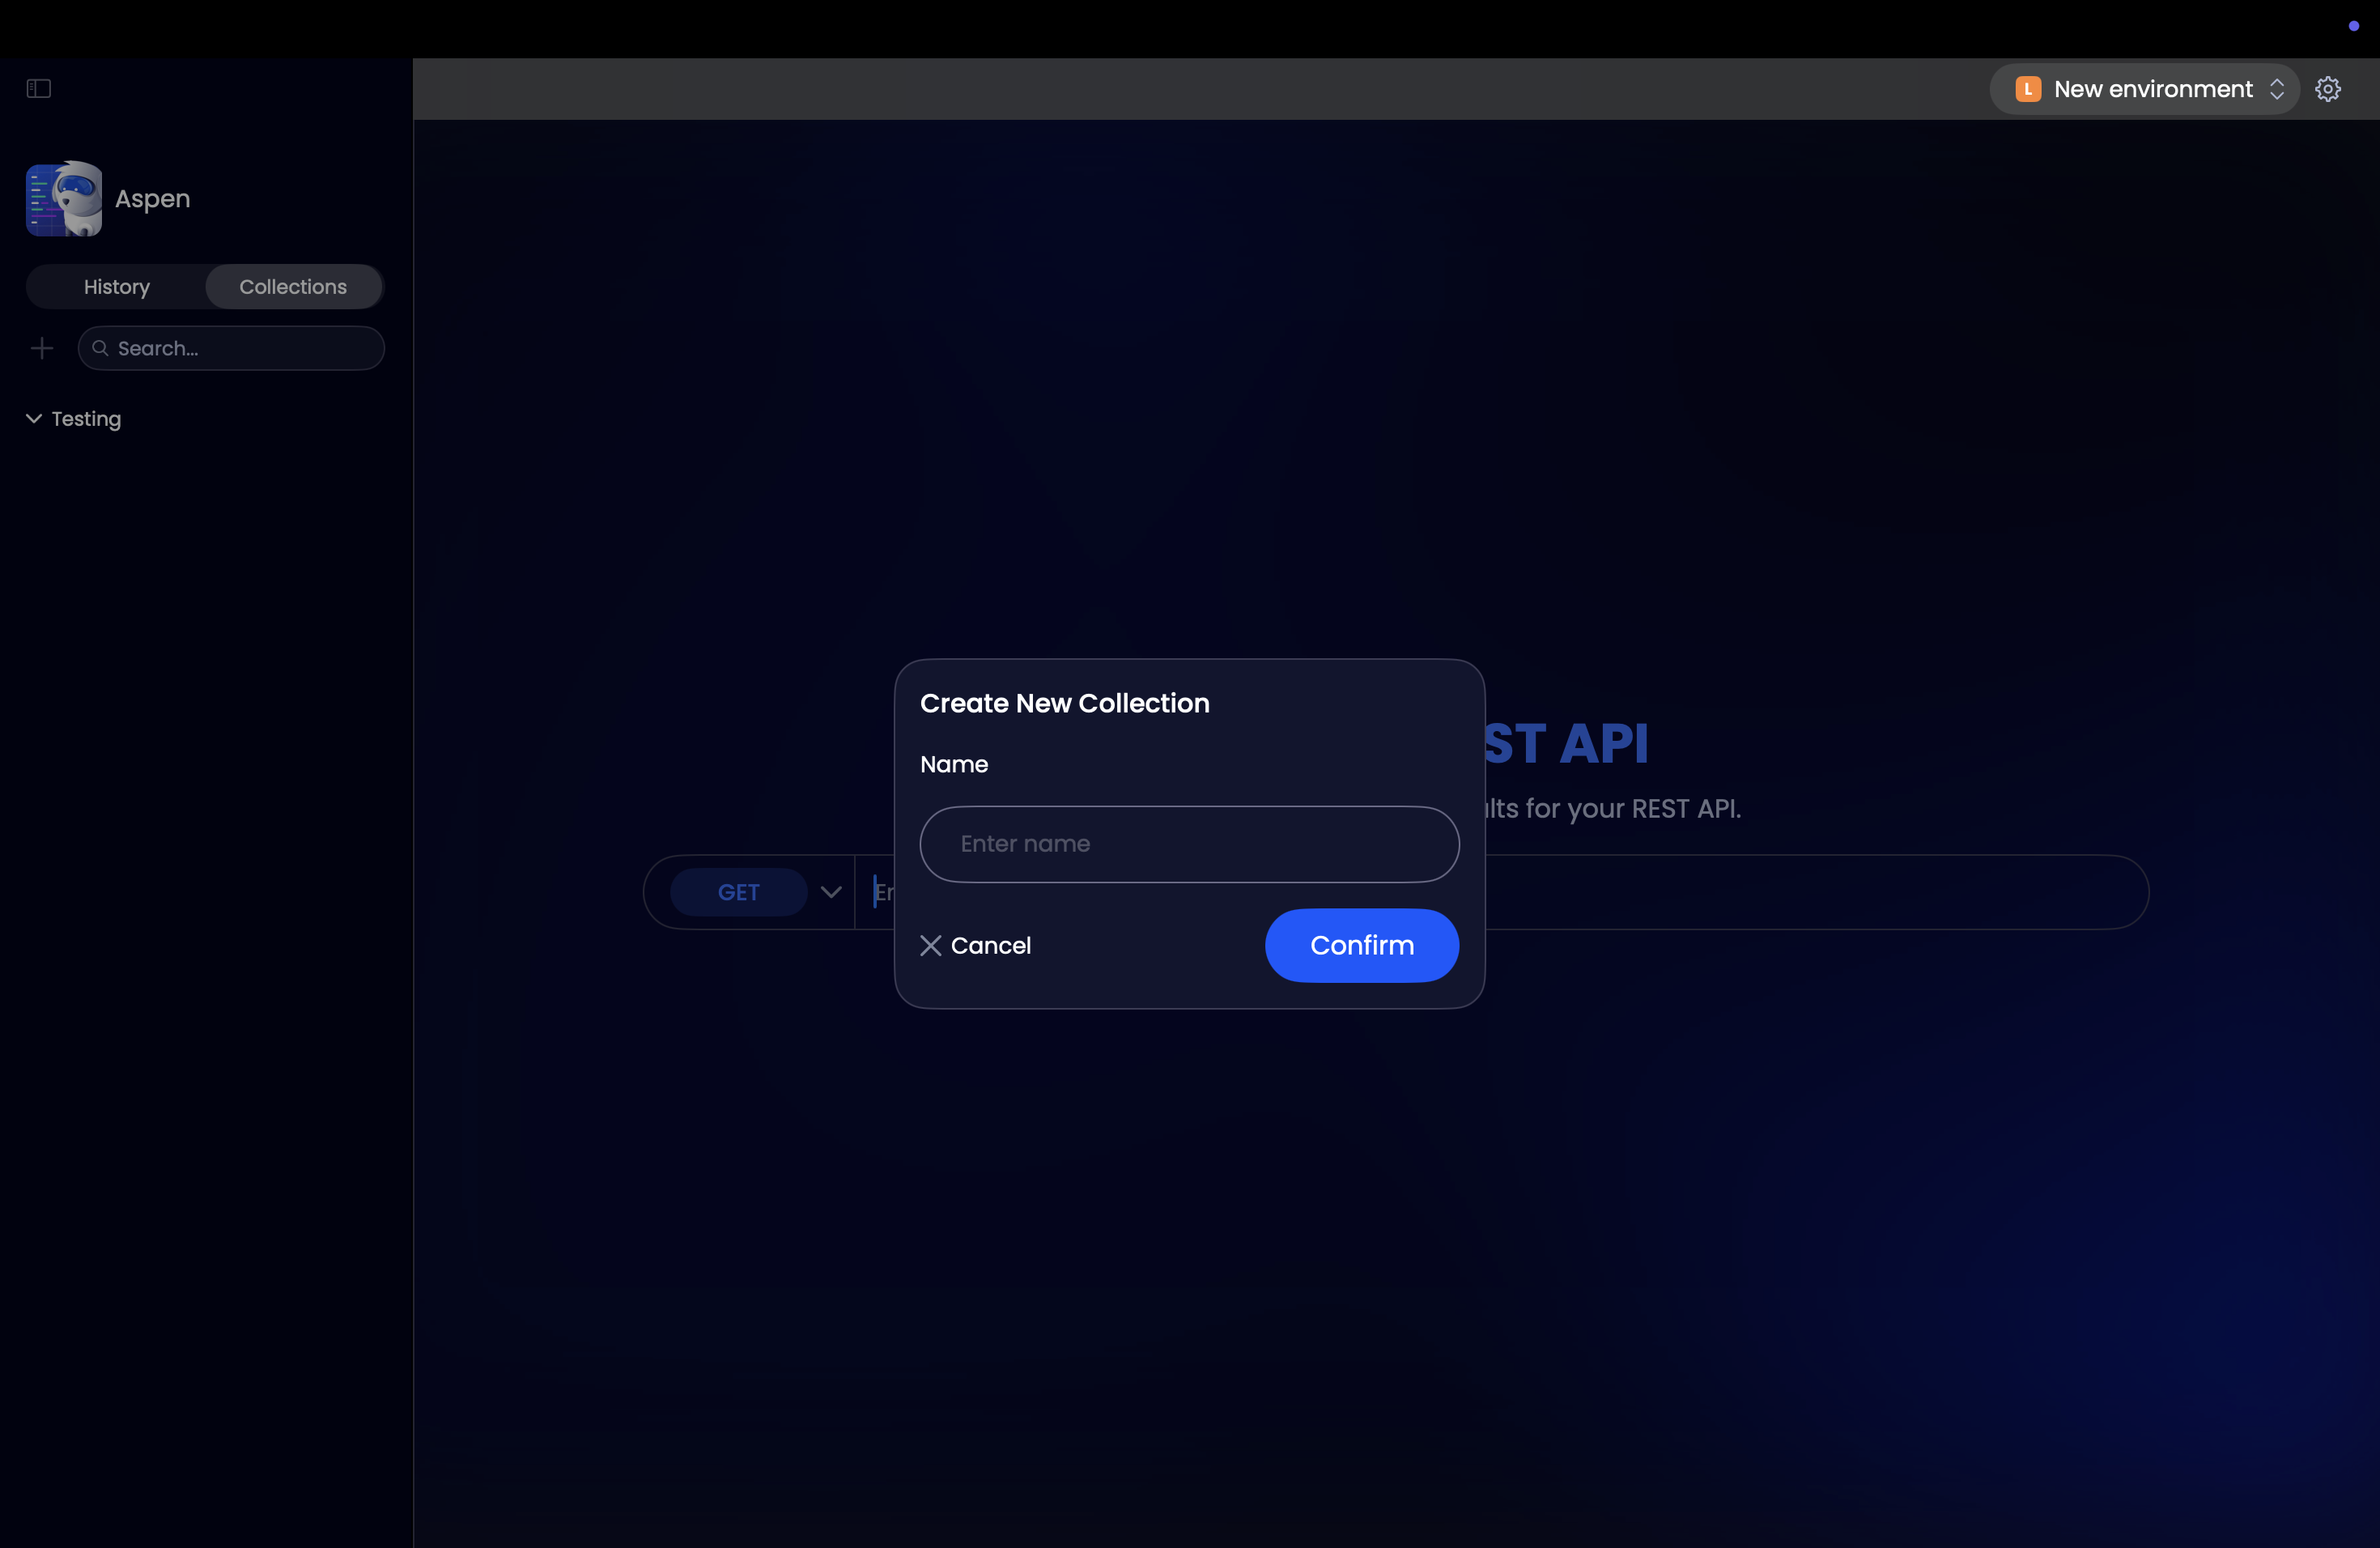 L New environment
Aspen
History Collections
Search...
Testing
Create New Collection
Name
Enter name
Cancel Confirm
ST API
lts for your REST API.
GET